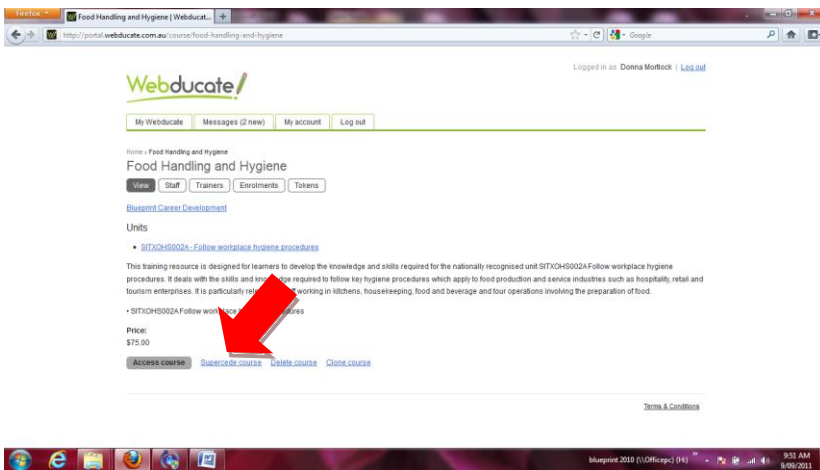 Firefox
Food Handling and Hygiene | Webducat...
http://portal.webducate.com.au/course/food-handling-and-hygiene
Google
Logged in as Donna Mortlock | Log out
Webducate!
My Webducate Messages (2 new) My account Log out
Home › Food Handling and Hygiene
Food Handling and Hygiene
View Staff Trainers Enrolments Tokens
Blueprint Career Development
Units
• SITXOHS002A - Follow workplace hygiene procedures
This training resource is designed for learners to develop the knowledge and skills required for the nationally recognised unit SITXOHS002A Follow workplace hygiene
procedures. It deals with the skills and knowledge required to follow key hygiene procedures which apply to food production and service industries such as hospitality, retail and
tourism enterprises. It is particularly working in kitchens, housekeeping, food and beverage and tour operations involving the preparation of food.
• SITXOHS002A Follow
Price:
$75.00
Access course Supercede course Delete course Clone course
Terms & Conditions
blueprint 2010 (\\Officepc) (H:)
9:51 AM
9/09/2011